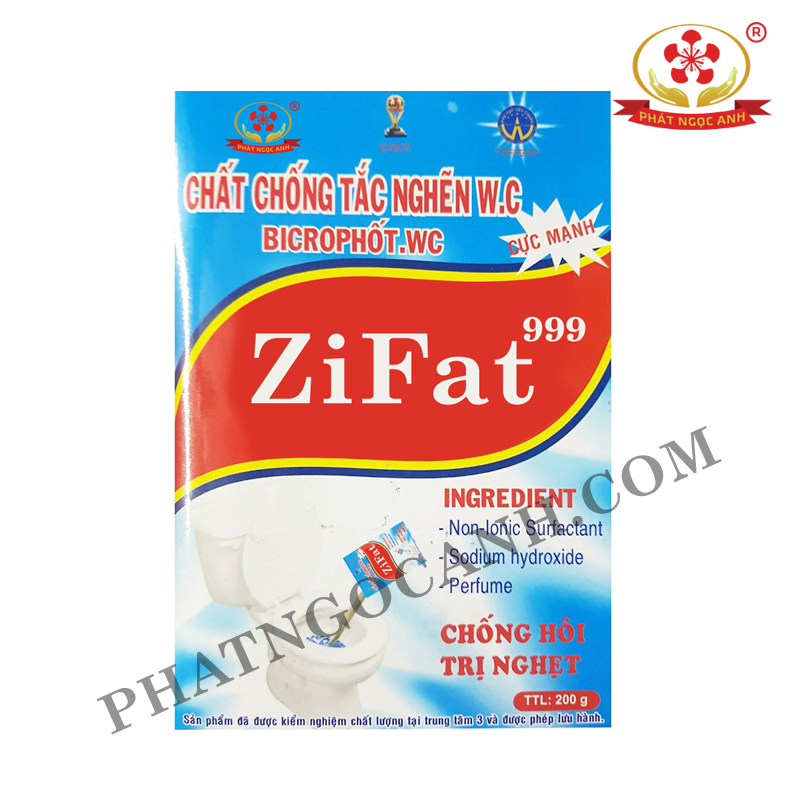 ®
PHÁT NGỌC ANH
PHÁT NGỌC ANH ®
CHẤT CHỐNG TẮC NGHẼN W.C
BICROPHỐT.WC
CỰC MẠNH
ZiFat 999
INGREDIENT
- Non-Ionic Surfactant
- Sodium hydroxide
- Perfume
ZiFat
CHỐNG HÔI
TRỊ NGHẸT
TTL: 200 g
Sản phẩm đã được kiểm nghiệm chất lượng tại trung tâm 3 và được phép lưu hành.
PHATNGOCANH.COM